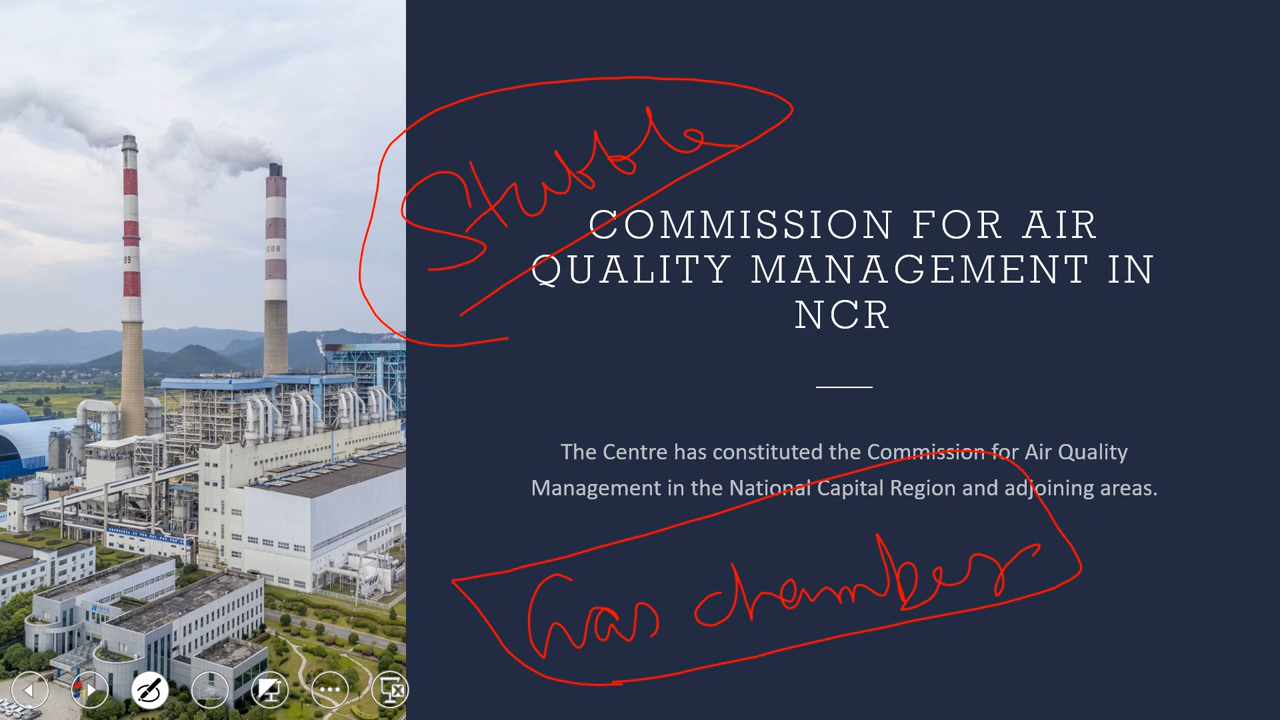 Stubble
COMMISSION FOR AIR
QUALITY MANAGEMENT IN
NCR
The Centre has constituted the Commission for Air Quality
Management in the National Capital Region and adjoining areas.
Gas chamber